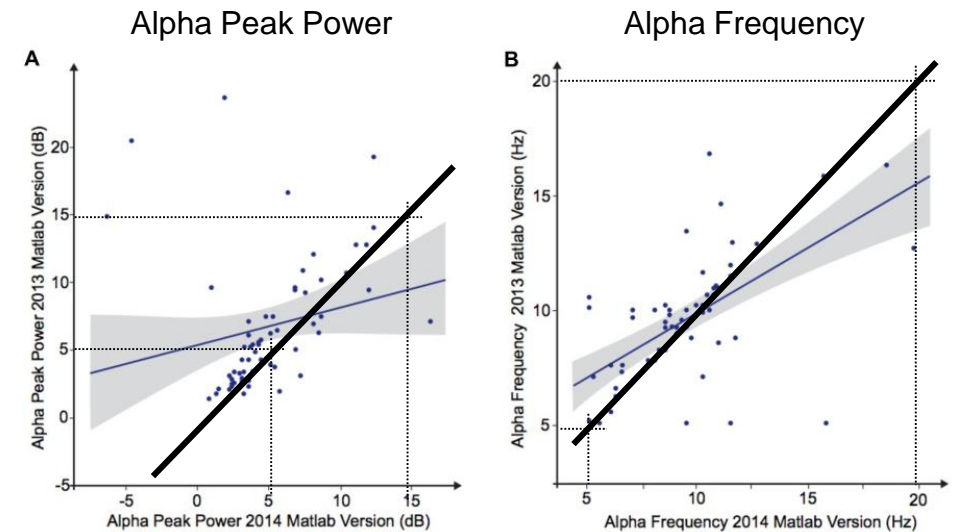 Alpha Peak Power
A
Alpha Peak Power 2013 Matlab Version (dB)
20
15
10
5
0
-5
-5 0 5 10 15
Alpha Peak Power 2014 Matlab Version (dB)
Alpha Frequency
B
Alpha Frequency 2013 Matlab Version (Hz)
20
15
10
5
5 10 15 20
Alpha Frequency 2014 Matlab Version (Hz)